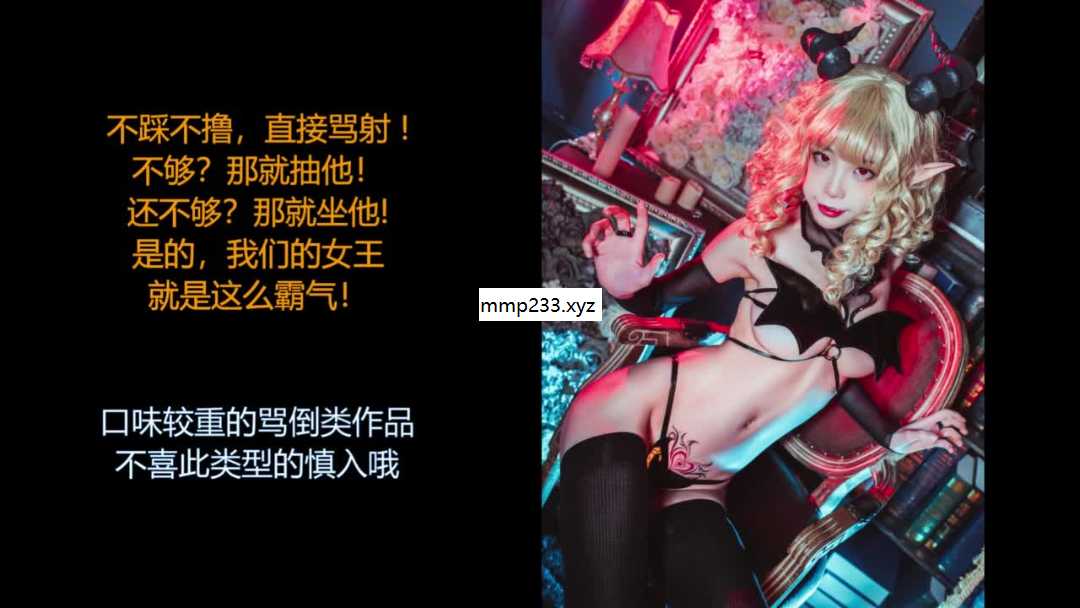 不踩不撸，直接骂射！
不够？那就抽他！
还不够？那就坐他!
是的，我们的女王
就是这么霸气！
mmp233.xyz
口味较重的骂倒类作品
不喜此类型的慎入哦